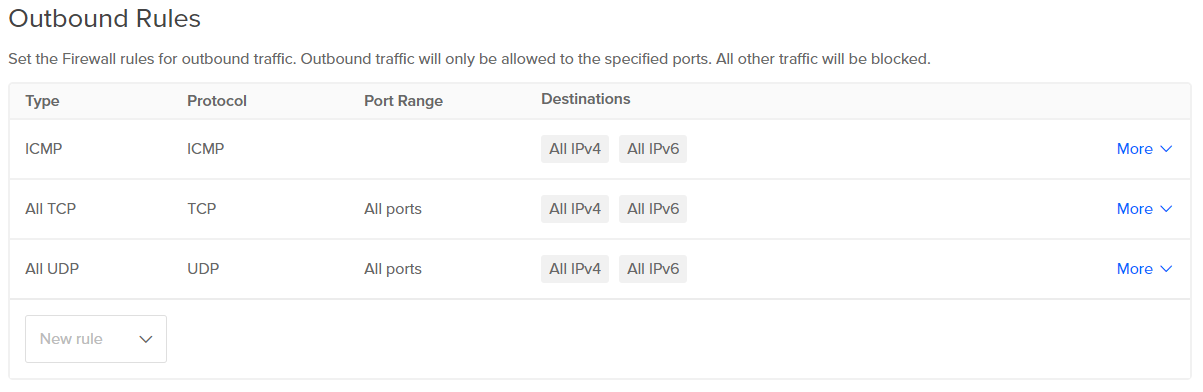 Outbound Rules
Set the Firewall rules for outbound traffic. Outbound traffic will only be allowed to the specified ports. All other traffic will be blocked.
Type Protocol Port Range Destinations
ICMP ICMP All IPv4 All IPv6 More
All TCP TCP All ports All IPv4 All IPv6 More
All UDP UDP All ports All IPv4 All IPv6 More
New rule